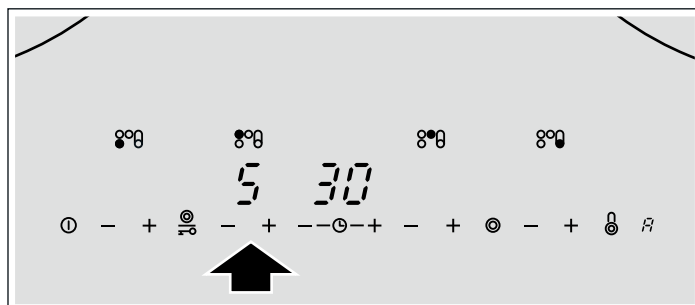 5 30
− + − + − − + − + − + A